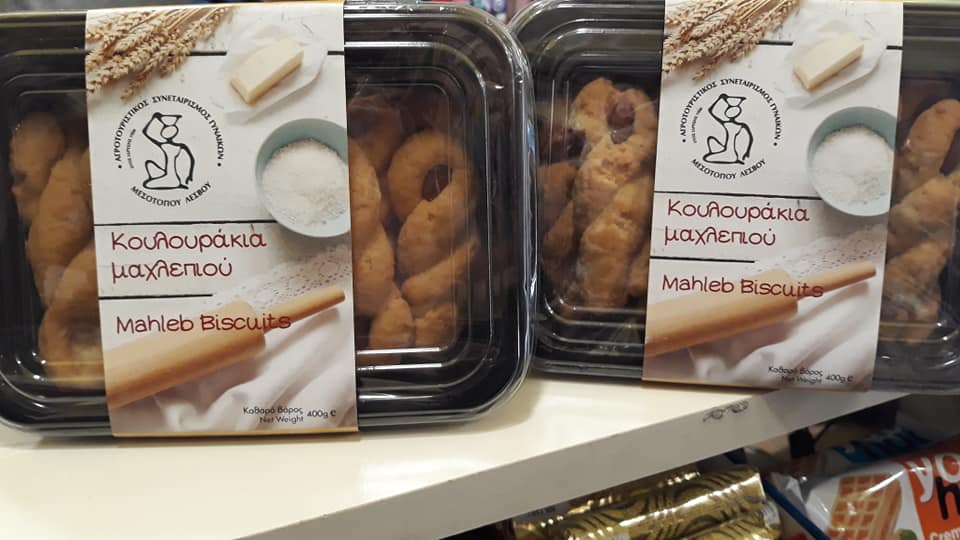 ΑΓΡΟΤΟΥΡΙΣΤΙΚΟΣ ΣΥΝΕΤΑΙΡΙΣΜΟΣ ΓΥΝΑΙΚΩΝ
ΜΕΣΟΤΟΠΟΥ ΛΕΣΒΟΥ
Κουλουράκια
μαχλεπιού
Mahleb Biscuits
Καθαρό Βάρος
Net Weight
400g e
ΑΓΡΟΤΟΥΡΙΣΤΙΚΟΣ ΣΥΝΕΤΑΙΡΙΣΜΟΣ ΓΥΝΑΙΚΩΝ
ΜΕΣΟΤΟΠΟΥ ΛΕΣΒΟΥ
Κουλουράκια
μαχλεπιού
Mahleb Biscuits
Καθαρό Βάρος
Net Weight
400g e